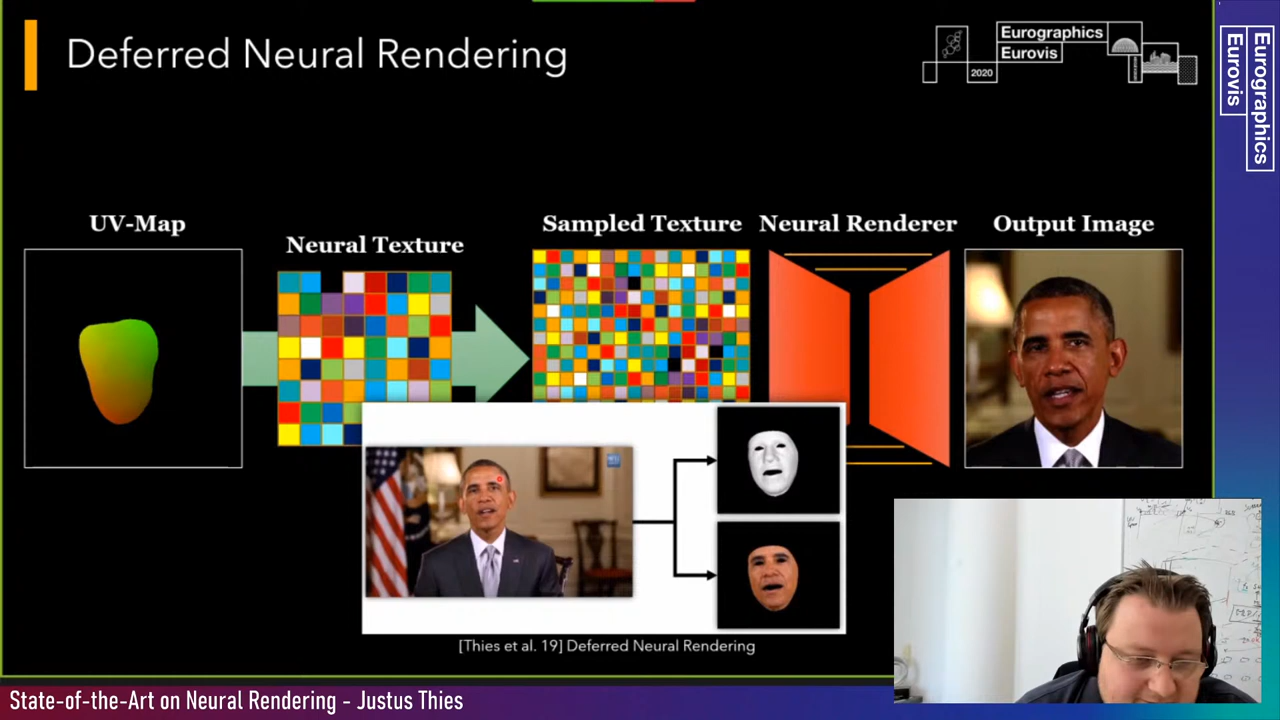 Deferred Neural Rendering
Eurographics
Eurovis
2020
Eurographics
Eurovis
UV-Map
Neural Texture
Sampled Texture
Neural Renderer
Output Image
[Thies et al. 19] Deferred Neural Rendering
State-of-the-Art on Neural Rendering - Justus Thies